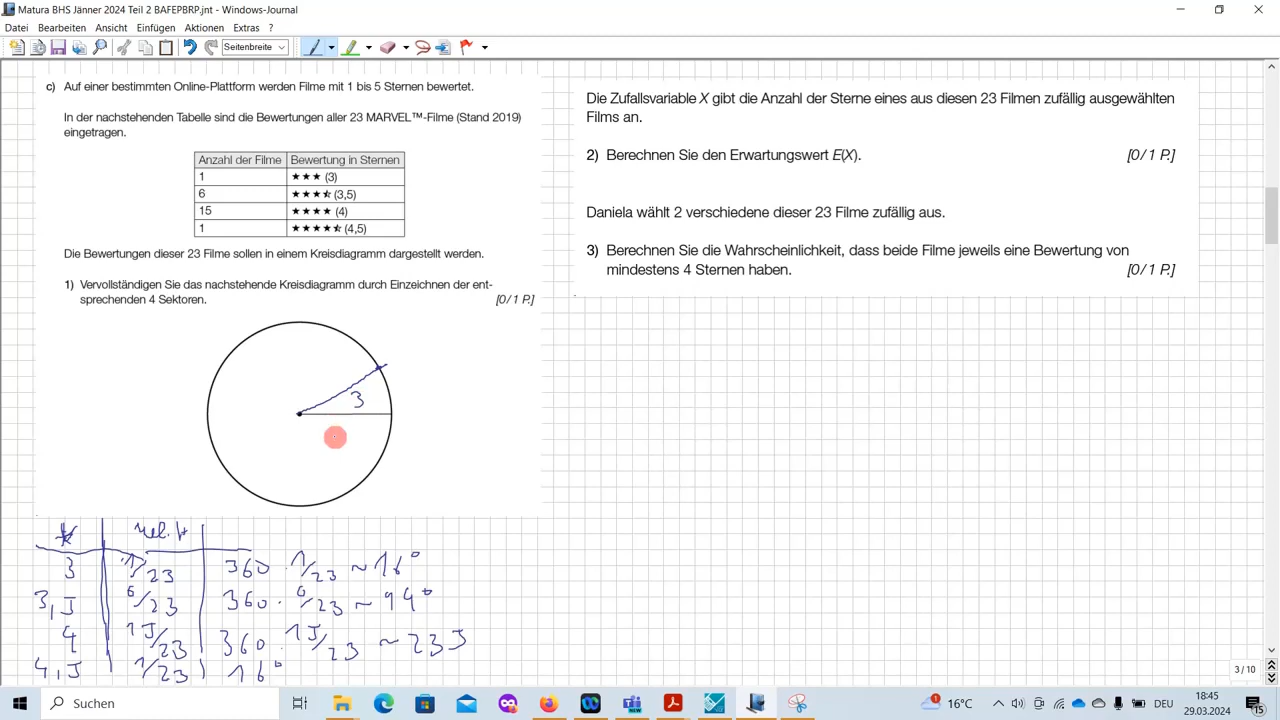 Matura BHS Jänner 2024 Teil 2 BAFEPBRP.jnt - Windows-Journal
Datei Bearbeiten Ansicht Einfügen Aktionen Extras ?
Seitenbreite
c) Auf einer bestimmten Online-Plattform werden Filme mit 1 bis 5 Sternen bewertet.
In der nachstehenden Tabelle sind die Bewertungen aller 23 MARVEL™-Filme (Stand 2019)
eingetragen.
Anzahl der Filme Bewertung in Sternen
1 ★★★ (3)
6 ★★★⯪ (3,5)
15 ★★★★ (4)
1 ★★★★⯪ (4,5)
Die Bewertungen dieser 23 Filme sollen in einem Kreisdiagramm dargestellt werden.
1) Vervollständigen Sie das nachstehende Kreisdiagramm durch Einzeichnen der ent-
sprechenden 4 Sektoren. [0/1 P.]
3
rel. H
3 1/23 360 · 1/23 ~ 16°
3,5 6/23 360 · 6/23 ~ 94°
4 15/23 360 · 15/23 ~ 235
4,5 1/23 16°
Die Zufallsvariable X gibt die Anzahl der Sterne eines aus diesen 23 Filmen zufällig ausgewählten
Films an.
2) Berechnen Sie den Erwartungswert E(X). [0/1 P.]
Daniela wählt 2 verschiedene dieser 23 Filme zufällig aus.
3) Berechnen Sie die Wahrscheinlichkeit, dass beide Filme jeweils eine Bewertung von
mindestens 4 Sternen haben. [0/1 P.]
3 / 10
Suchen
1
16°C
DEU
18:45
29.03.2024
15